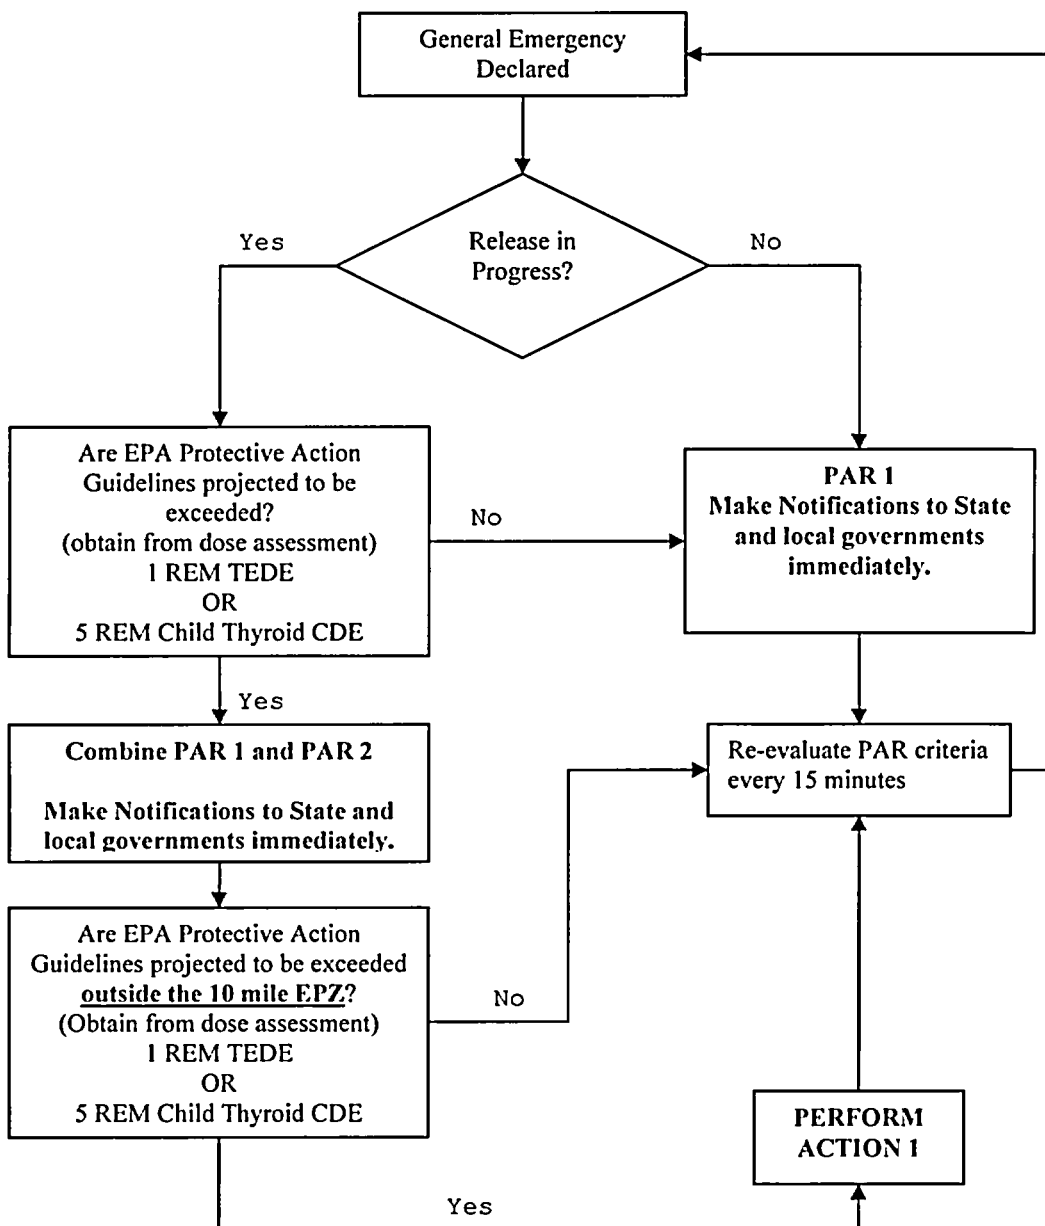 General Emergency
Declared
Yes
Release in
Progress?
No
Are EPA Protective Action
Guidelines projected to be
exceeded?
(obtain from dose assessment)
1 REM TEDE
OR
5 REM Child Thyroid CDE
No
PAR 1
Make Notifications to State
and local governments
immediately.
Yes
Combine PAR 1 and PAR 2
Make Notifications to State and
local governments immediately.
Re-evaluate PAR criteria
every 15 minutes
Are EPA Protective Action
Guidelines projected to be exceeded
outside the 10 mile EPZ?
(Obtain from dose assessment)
1 REM TEDE
OR
5 REM Child Thyroid CDE
No
PERFORM
ACTION 1
Yes